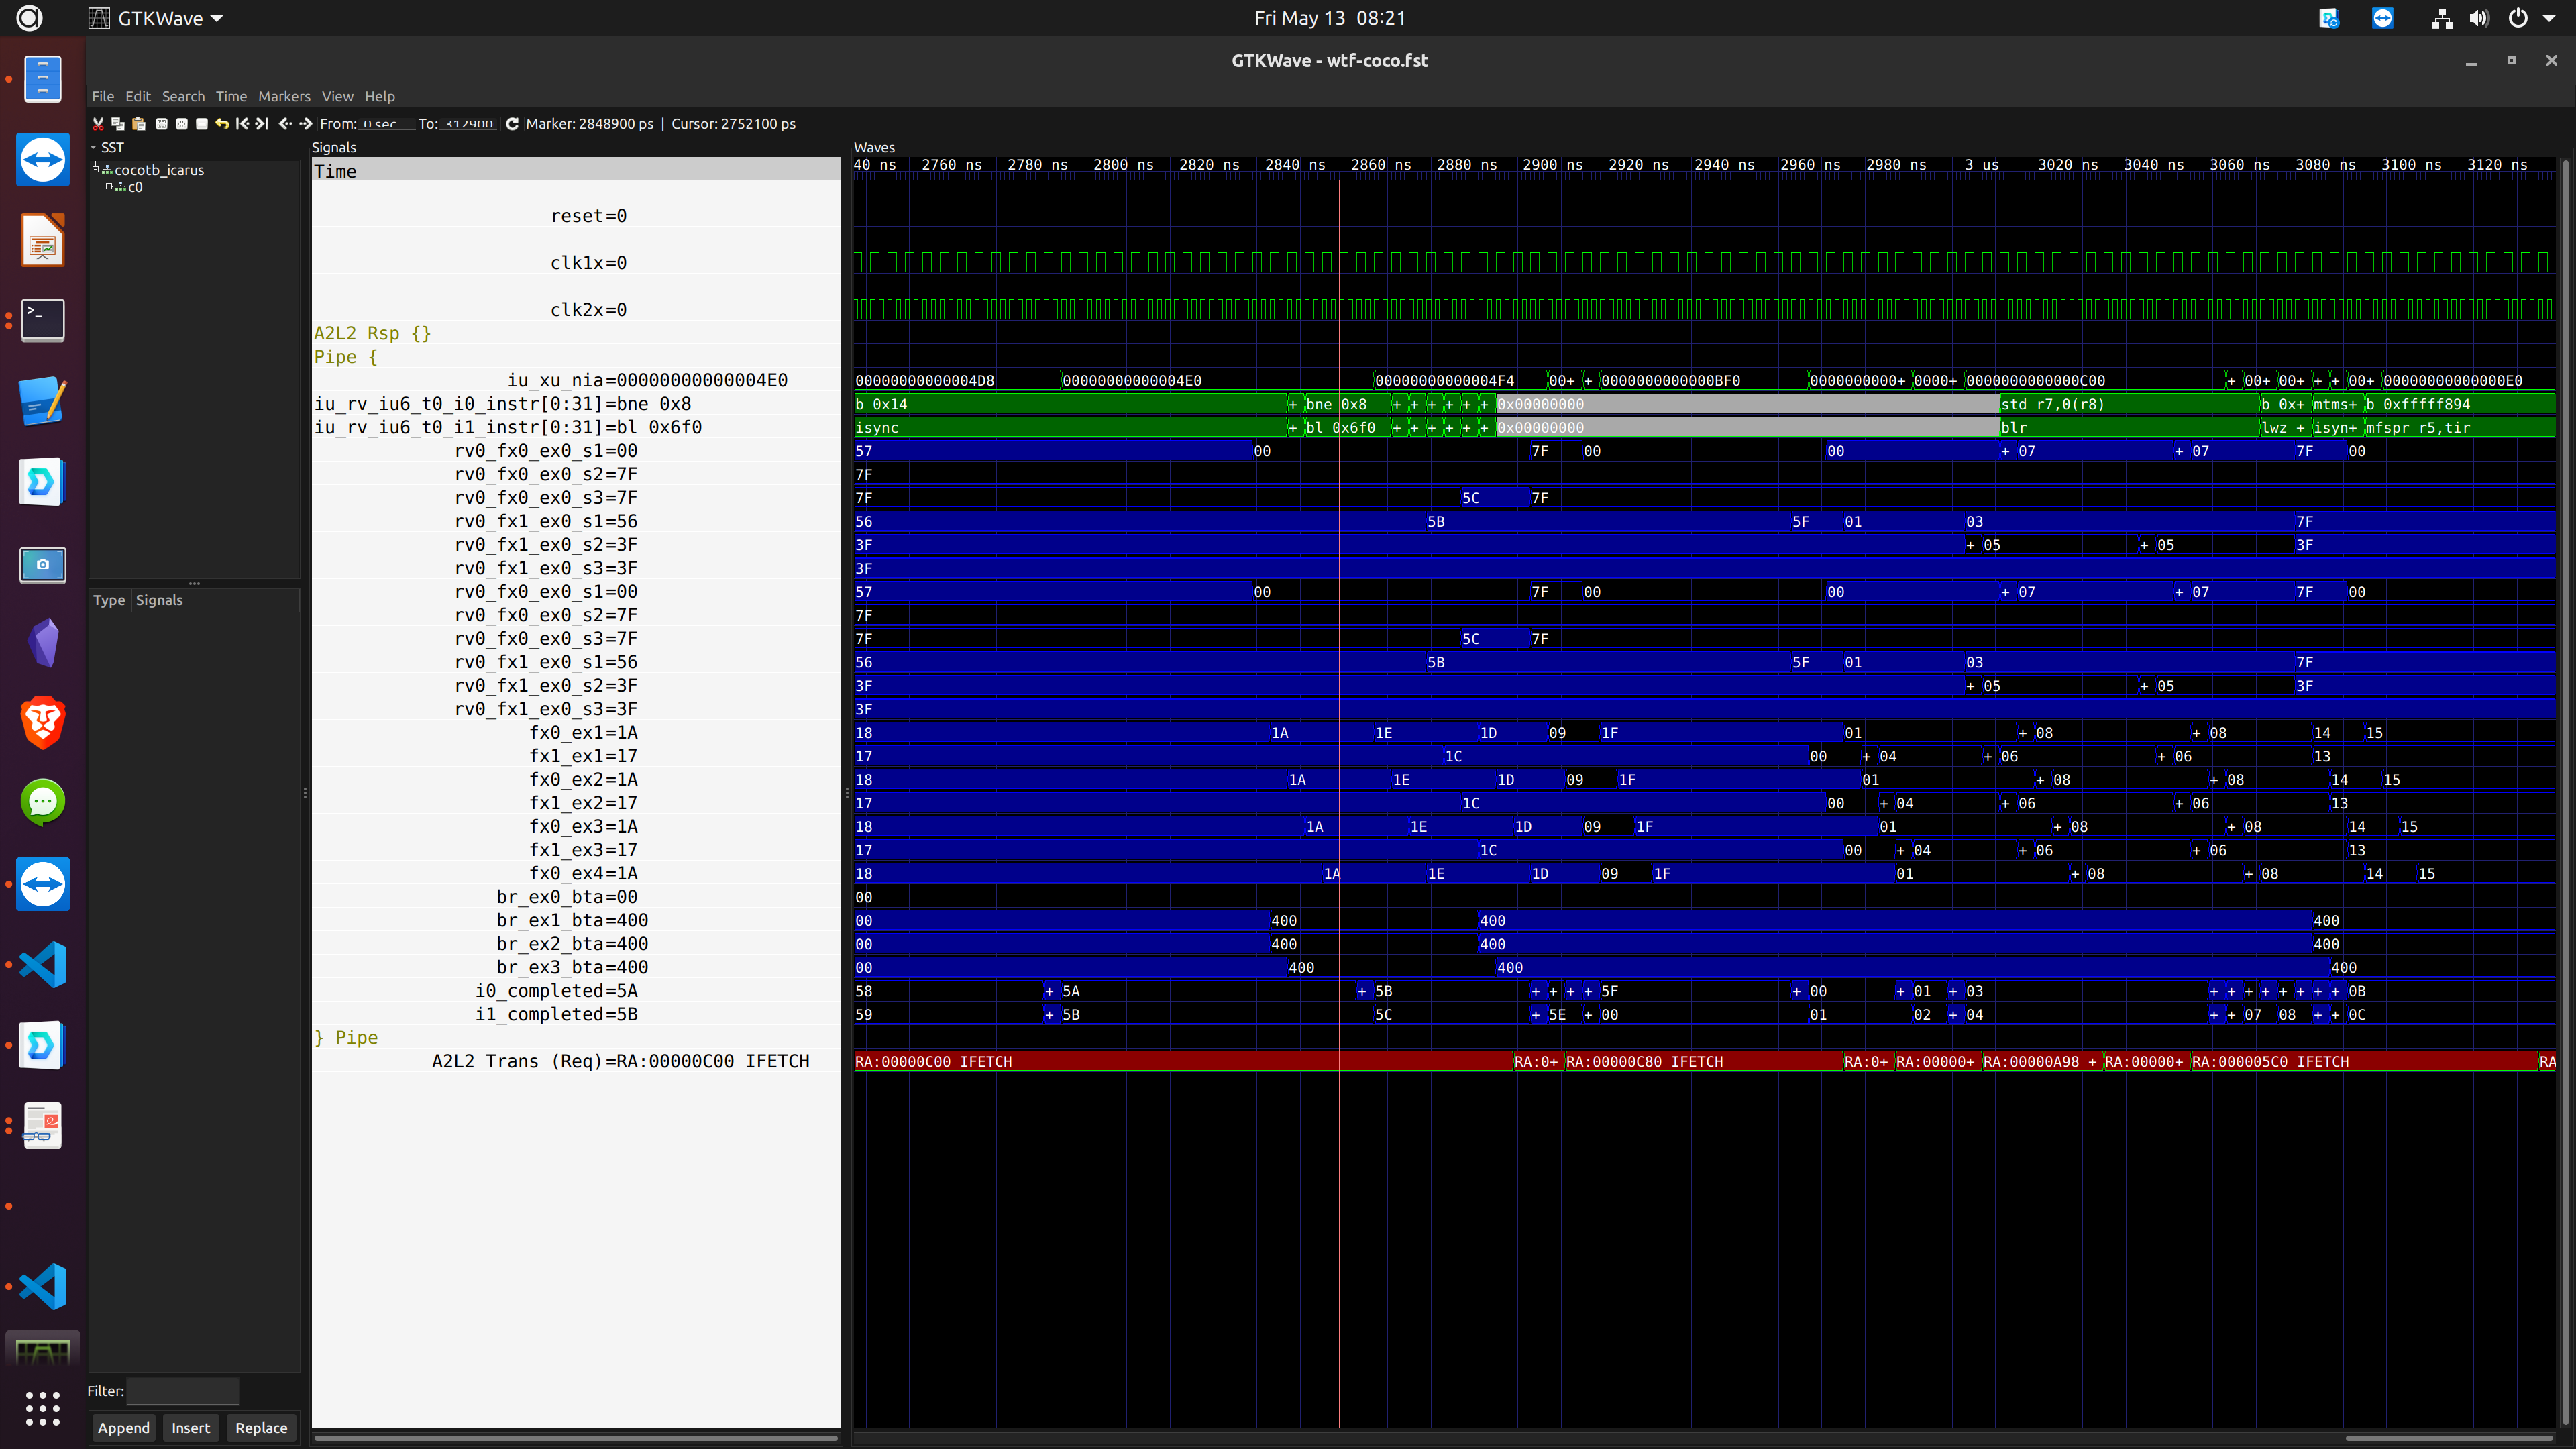 GTKWave
Fri May 13 08:21
GTKWave - wtf-coco.fst
File Edit Search Time Markers View Help
From: 0 sec To: 312900 Marker: 2848900 ps | Cursor: 2752100 ps
SST
cocotb_icarus
c0
Type Signals
Filter:
Append Insert Replace
Signals
Time
reset=0
clk1x=0
clk2x=0
A2L2 Rsp {}
Pipe {
iu_xu_nia=00000000000004E0
iu_rv_iu6_t0_i0_instr[0:31]=bne 0x8
iu_rv_iu6_t0_i1_instr[0:31]=bl 0x6f0
rv0_fx0_ex0_s1=00
rv0_fx0_ex0_s2=7F
rv0_fx0_ex0_s3=7F
rv0_fx1_ex0_s1=56
rv0_fx1_ex0_s2=3F
rv0_fx1_ex0_s3=3F
rv0_fx0_ex0_s1=00
rv0_fx0_ex0_s2=7F
rv0_fx0_ex0_s3=7F
rv0_fx1_ex0_s1=56
rv0_fx1_ex0_s2=3F
rv0_fx1_ex0_s3=3F
fx0_ex1=1A
fx1_ex1=17
fx0_ex2=1A
fx1_ex2=17
fx0_ex3=1A
fx1_ex3=17
fx0_ex4=1A
br_ex0_bta=00
br_ex1_bta=400
br_ex2_bta=400
br_ex3_bta=400
i0_completed=5A
i1_completed=5B
} Pipe
A2L2 Trans (Req)=RA:00000C00 IFETCH
Waves
40 ns 2760 ns 2780 ns 2800 ns 2820 ns 2840 ns 2860 ns 2880 ns 2900 ns 2920 ns 2940 ns 2960 ns 2980 ns 3 us 3020 ns 3040 ns 3060 ns 3080 ns 3100 ns 3120 ns
00000000000004D8 00000000000004E0 00000000000004F4 00+ + 0000000000000BF0 0000000000+ 0000+ 0000000000000C00 + 00+ 00+ + + 00+ 00000000000000E0
b 0x14 + bne 0x8 + + + + + + 0x00000000 std r7,0(r8) b 0x+ mtms+ b 0xfffff894
isync + bl 0x6f0 + + + + + + 0x00000000 blr lwz + isyn+ mfspr r5,tir
57 00 7F 00 00 + 07 + 07 7F 00
7F
7F 5C 7F
56 5B 5F 01 03 7F
3F + 05 + 05 3F
3F
57 00 7F 00 00 + 07 + 07 7F 00
7F
7F 5C 7F
56 5B 5F 01 03 7F
3F + 05 + 05 3F
3F
18 1A 1E 1D 09 1F 01 + 08 + 08 14 15
17 1C 00 + 04 + 06 + 06 13
18 1A 1E 1D 09 1F 01 + 08 + 08 14 15
17 1C 00 + 04 + 06 + 06 13
18 1A 1E 1D 09 1F 01 + 08 + 08 14 15
17 1C 00 + 04 + 06 + 06 13
18 1A 1E 1D 09 1F 01 + 08 + 08 14 15
00
00 400 400 400
00 400 400 400
00 400 400 400
58 + 5A + 5B + + + + 5F + 00 + 01 + 03 + + + + + + + + 0B
59 + 5B 5C + 5E + 00 01 02 + 04 + + 07 08 + + 0C
RA:00000C00 IFETCH RA:0+ RA:00000C80 IFETCH RA:0+ RA:00000+ RA:00000A98 + RA:00000+ RA:000005C0 IFETCH RA